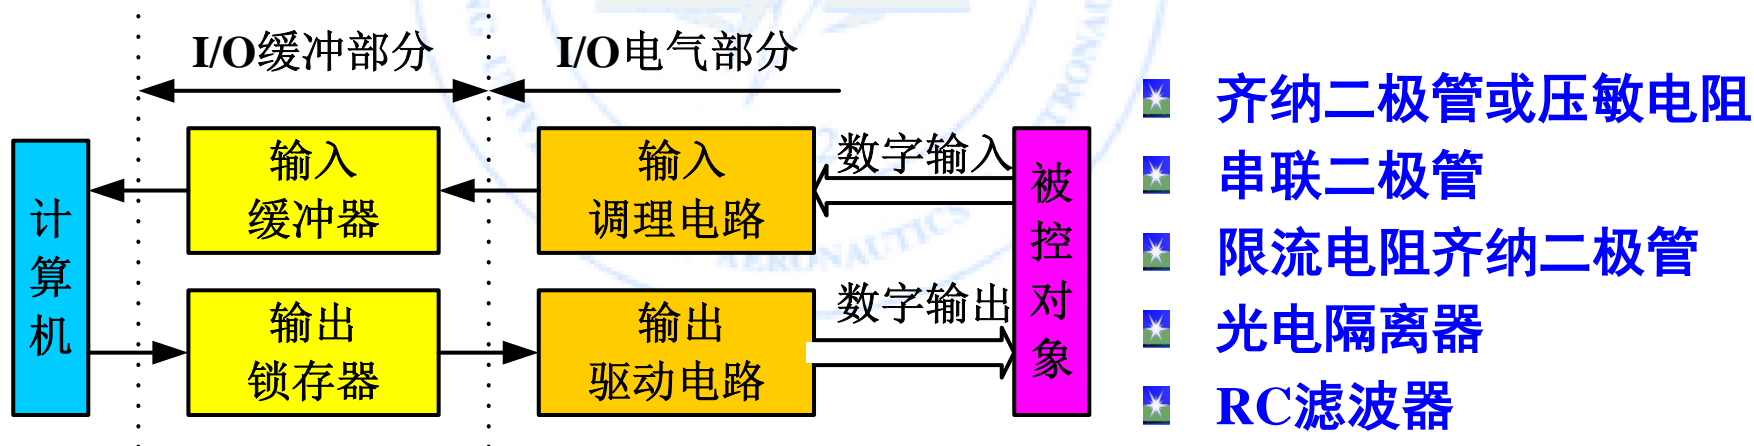 I/O缓冲部分
I/O电气部分
计算机
输入
缓冲器
输入
调理电路
数字输入
被控对象
输出
锁存器
输出
驱动电路
数字输出
齐纳二极管或压敏电阻
串联二极管
限流电阻齐纳二极管
光电隔离器
RC滤波器
AERONAUTICS